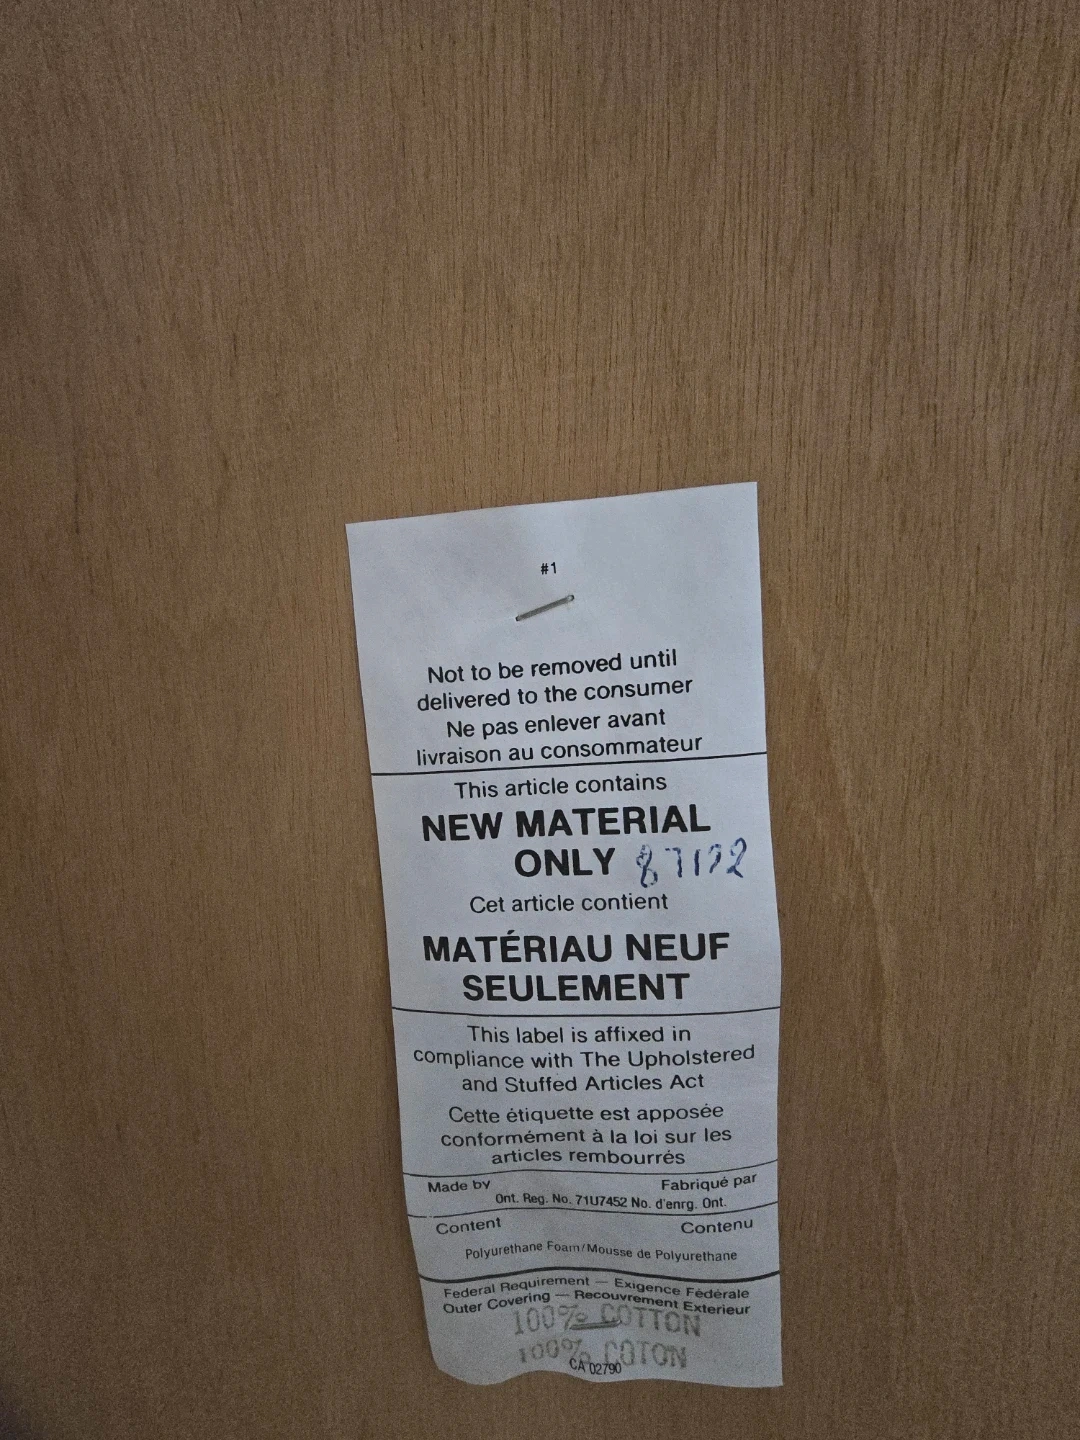 #1
Not to be removed until
delivered to the consumer
Ne pas enlever avant
livraison au consommateur
This article contains
NEW MATERIAL
ONLY 87122
Cet article contient
MATÉRIAU NEUF
SEULEMENT
This label is affixed in
compliance with The Upholstered
and Stuffed Articles Act
Cette étiquette est apposée
conformément à la loi sur les
articles rembourrés
Made by Fabriqué par
Ont. Reg. No. 71U7452 No. d'enrg. Ont.
Content Contenu
Polyurethane Foam/Mousse de Polyurethane
Federal Requirement — Exigence Fédérale
Outer Covering — Recouvrement Exterieur
100% COTTON
100% COTON
CA 02790